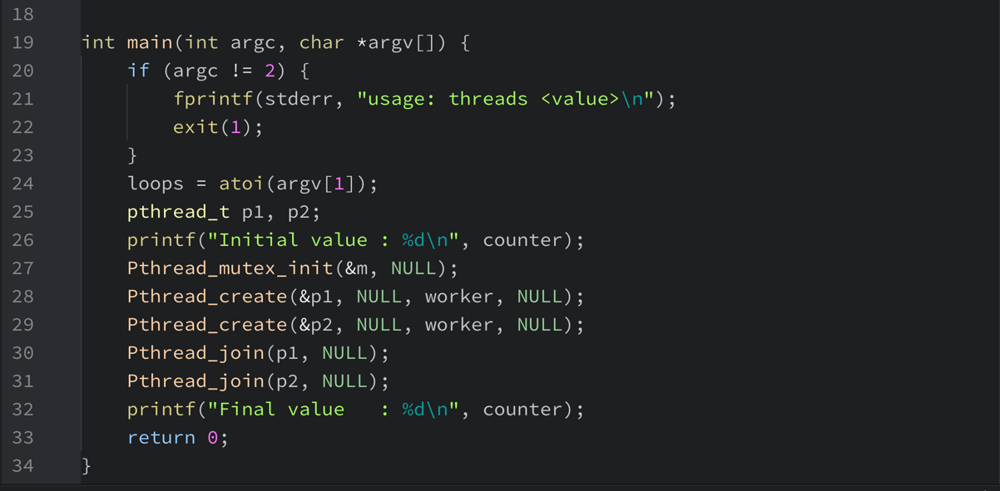 18
19 int main(int argc, char *argv[]) {
20     if (argc != 2) {
21         fprintf(stderr, "usage: threads <value>\n");
22         exit(1);
23     }
24     loops = atoi(argv[1]);
25     pthread_t p1, p2;
26     printf("Initial value : %d\n", counter);
27     Pthread_mutex_init(&m, NULL);
28     Pthread_create(&p1, NULL, worker, NULL);
29     Pthread_create(&p2, NULL, worker, NULL);
30     Pthread_join(p1, NULL);
31     Pthread_join(p2, NULL);
32     printf("Final value   : %d\n", counter);
33     return 0;
34 }